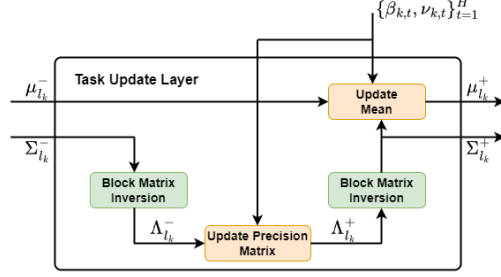 {β_{k,t}, ν_{k,t}}_{t=1}^{H}
Task Update Layer
μ_{l_k}^-
Update
Mean
μ_{l_k}^+
Σ_{l_k}^-
Σ_{l_k}^+
Block Matrix
Inversion
Block Matrix
Inversion
Λ_{l_k}^-
Update Precision
Matrix
Λ_{l_k}^+